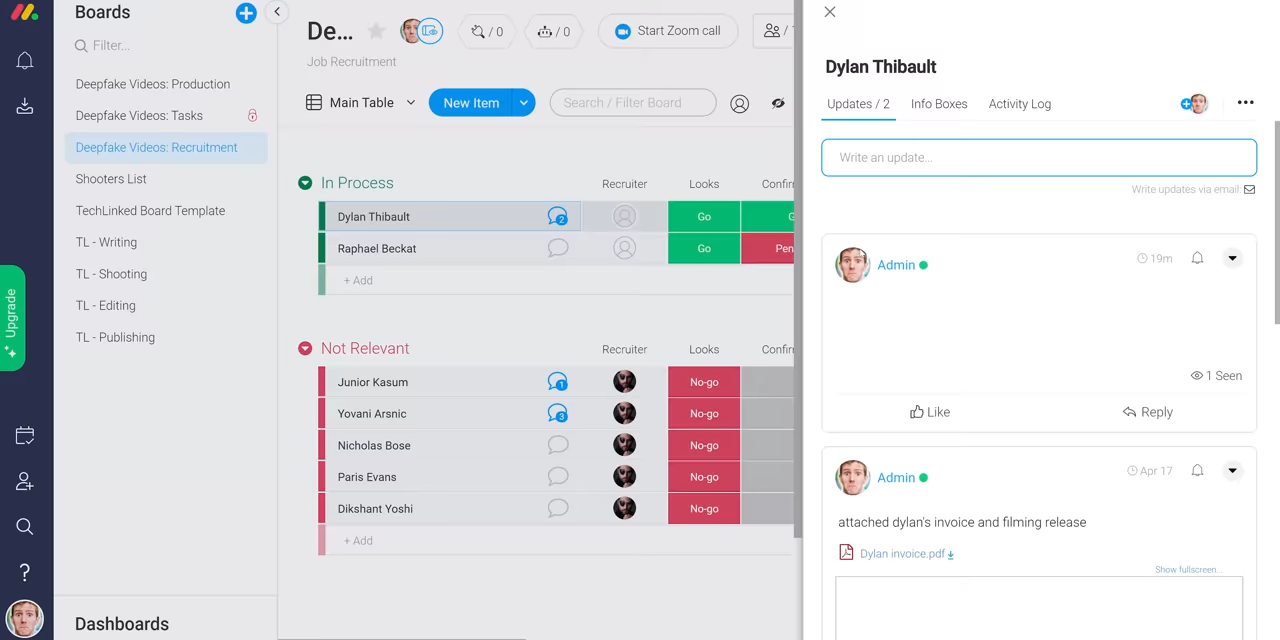 Boards
Filter...
Deepfake Videos: Production
Deepfake Videos: Tasks
Deepfake Videos: Recruitment
Shooters List
TechLinked Board Template
TL - Writing
TL - Shooting
TL - Editing
TL - Publishing
Upgrade
Dashboards
De...
/ 0
/ 0
Start Zoom call
Job Recruitment
Main Table
New Item
Search / Filter Board
In Process
Recruiter
Looks
Confir
Dylan Thibault
2
Go
G
Raphael Beckat
Go
Pen
+ Add
Not Relevant
Recruiter
Looks
Confir
Junior Kasum
1
No-go
Yovani Arsnic
3
No-go
Nicholas Bose
No-go
Paris Evans
No-go
Dikshant Yoshi
No-go
+ Add
Dylan Thibault
Updates / 2
Info Boxes
Activity Log
Write an update...
Write updates via email:
Admin
19m
1 Seen
Like
Reply
Admin
Apr 17
attached dylan's invoice and filming release
Dylan invoice.pdf
Show fullscreen...